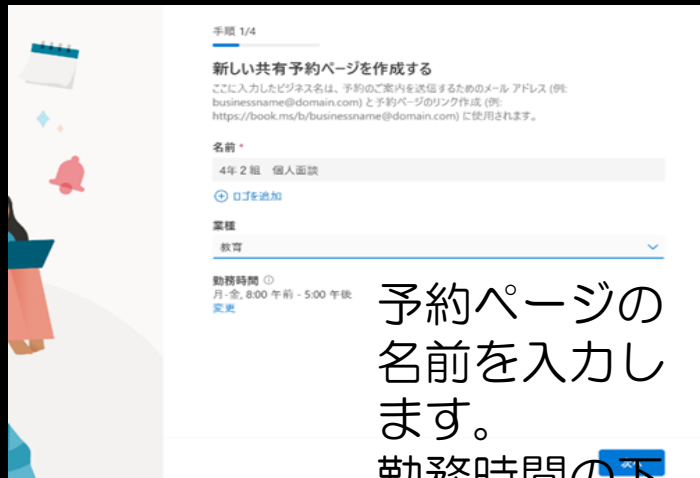 手順 1/4
新しい共有予約ページを作成する
ここに入力したビジネス名は、予約のご案内を送信するためのメール アドレス (例:
businessname@domain.com) と予約ページのリンク作成 (例:
https://book.ms/b/businessname@domain.com) に使用されます。
名前 *
4年２組　個人面談
ロゴを追加
業種
教育
勤務時間
月-金, 8:00 午前 - 5:00 午後
変更
予約ページの
名前を入力し
ます。
勤務時間の下